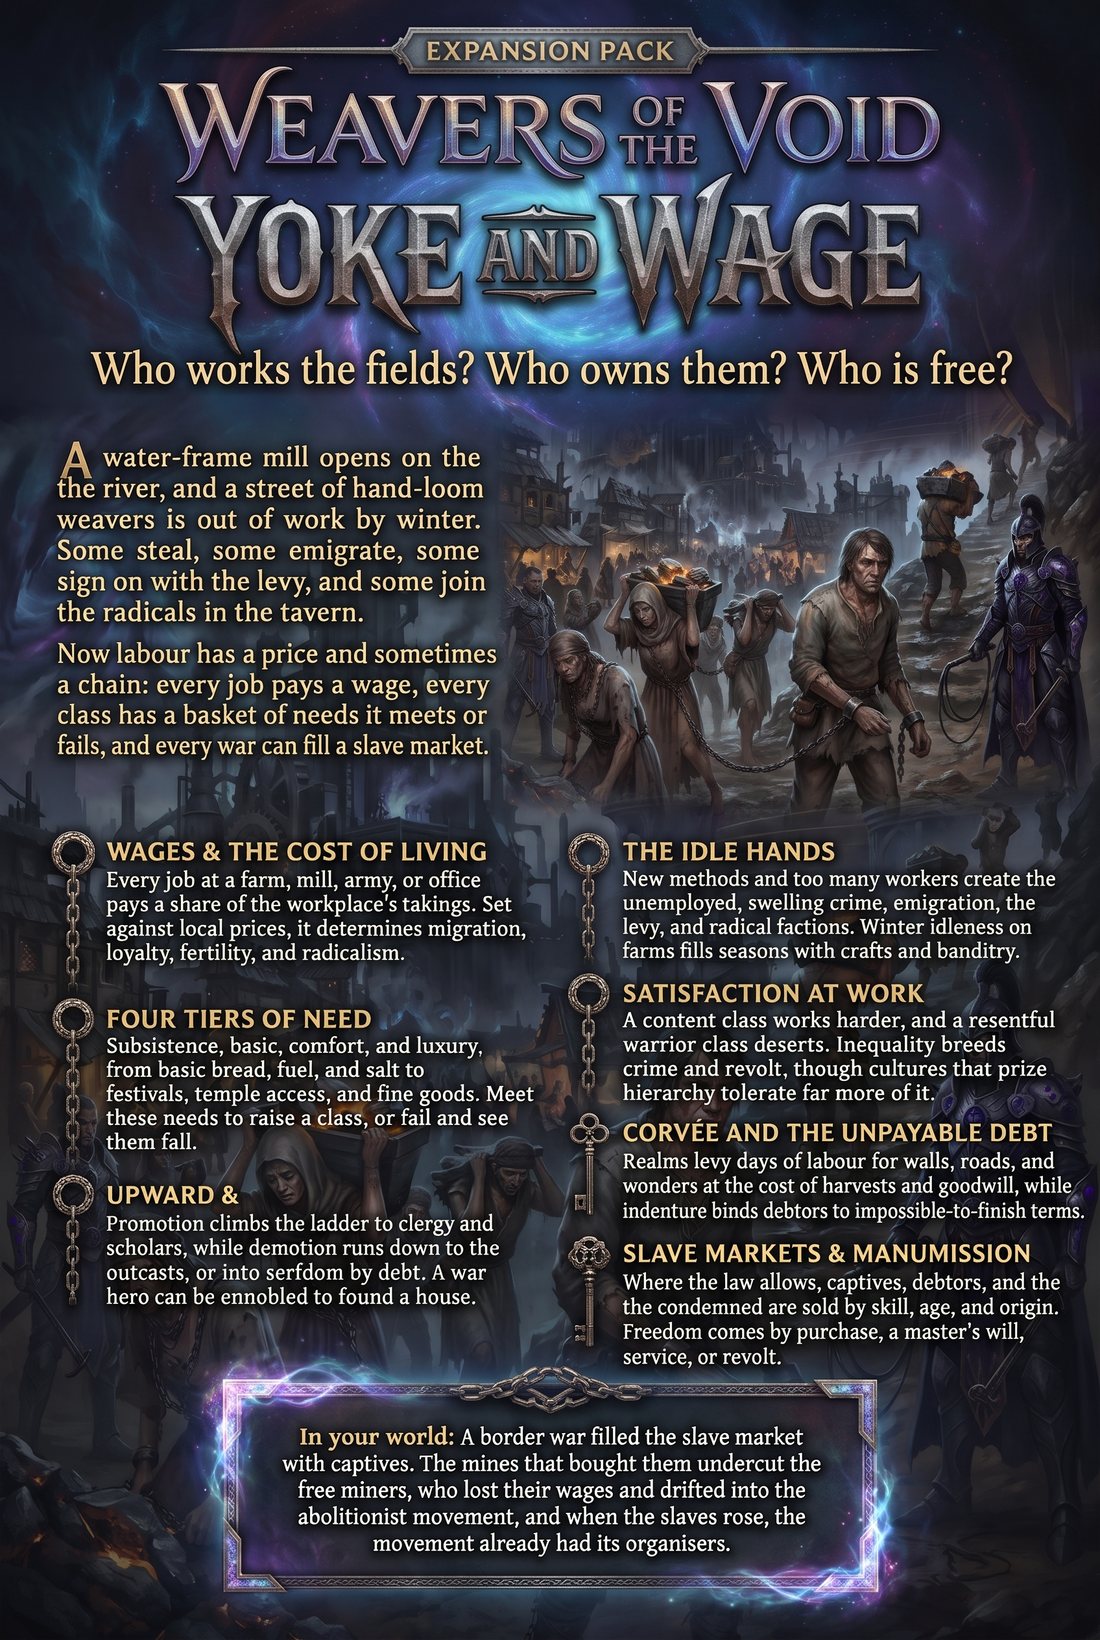 EXPANSION PACK
WEAVERS OF THE VOID
YOKE AND WAGE
Who works the fields? Who owns them? Who is free?
A water-frame mill opens on the
the river, and a street of hand-loom
weavers is out of work by winter.
Some steal, some emigrate, some
sign on with the levy, and some join
the radicals in the tavern.
Now labour has a price and sometimes
a chain: every job pays a wage, every
class has a basket of needs it meets or
fails, and every war can fill a slave market.
WAGES & THE COST OF LIVING
Every job at a farm, mill, army, or office
pays a share of the workplace's takings. Set
against local prices, it determines migration,
loyalty, fertility, and radicalism.
FOUR TIERS OF NEED
Subsistence, basic, comfort, and luxury,
from basic bread, fuel, and salt to
festivals, temple access, and fine goods. Meet
these needs to raise a class, or fail and see
them fall.
UPWARD &
Promotion climbs the ladder to clergy and
scholars, while demotion runs down to the
outcasts, or into serfdom by debt. A war
hero can be ennobled to found a house.
THE IDLE HANDS
New methods and too many workers create the
unemployed, swelling crime, emigration, the
levy, and radical factions. Winter idleness on
farms fills seasons with crafts and banditry.
SATISFACTION AT WORK
A content class works harder, and a resentful
warrior class deserts. Inequality breeds
crime and revolt, though cultures that prize
hierarchy tolerate far more of it.
CORVÉE AND THE UNPAYABLE DEBT
Realms levy days of labour for walls, roads, and
wonders at the cost of harvests and goodwill, while
indenture binds debtors to impossible-to-finish terms.
SLAVE MARKETS & MANUMISSION
Where the law allows, captives, debtors, and the
the condemned are sold by skill, age, and origin.
Freedom comes by purchase, a master's will,
service, or revolt.
In your world: A border war filled the slave market
with captives. The mines that bought them undercut the
free miners, who lost their wages and drifted into the
abolitionist movement, and when the slaves rose, the
movement already had its organisers.